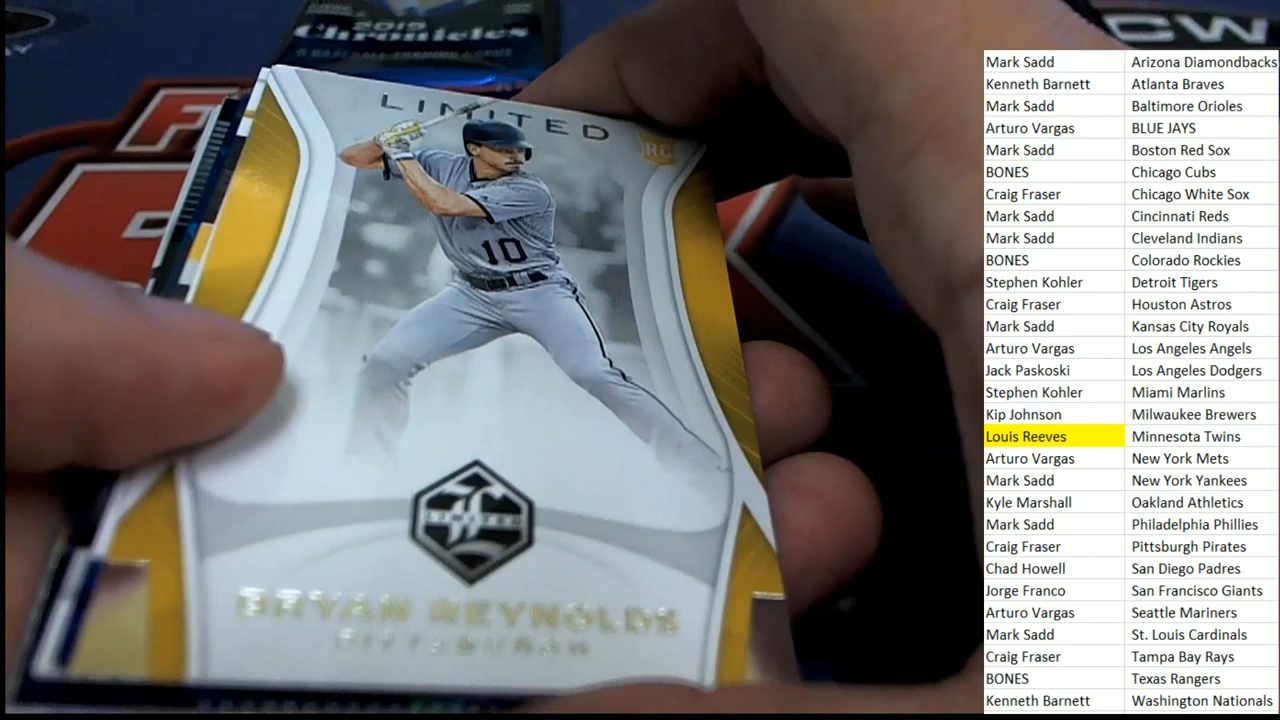 2019
Chronicles
CW
LIMITED
RC
10
LIMITED
BRYAN REYNOLDS
PITTSBURGH
Mark Sadd Arizona Diamondbacks
Kenneth Barnett Atlanta Braves
Mark Sadd Baltimore Orioles
Arturo Vargas BLUE JAYS
Mark Sadd Boston Red Sox
BONES Chicago Cubs
Craig Fraser Chicago White Sox
Mark Sadd Cincinnati Reds
Mark Sadd Cleveland Indians
BONES Colorado Rockies
Stephen Kohler Detroit Tigers
Craig Fraser Houston Astros
Mark Sadd Kansas City Royals
Arturo Vargas Los Angeles Angels
Jack Paskoski Los Angeles Dodgers
Stephen Kohler Miami Marlins
Kip Johnson Milwaukee Brewers
Louis Reeves Minnesota Twins
Arturo Vargas New York Mets
Mark Sadd New York Yankees
Kyle Marshall Oakland Athletics
Mark Sadd Philadelphia Phillies
Craig Fraser Pittsburgh Pirates
Chad Howell San Diego Padres
Jorge Franco San Francisco Giants
Arturo Vargas Seattle Mariners
Mark Sadd St. Louis Cardinals
Craig Fraser Tampa Bay Rays
BONES Texas Rangers
Kenneth Barnett Washington Nationals